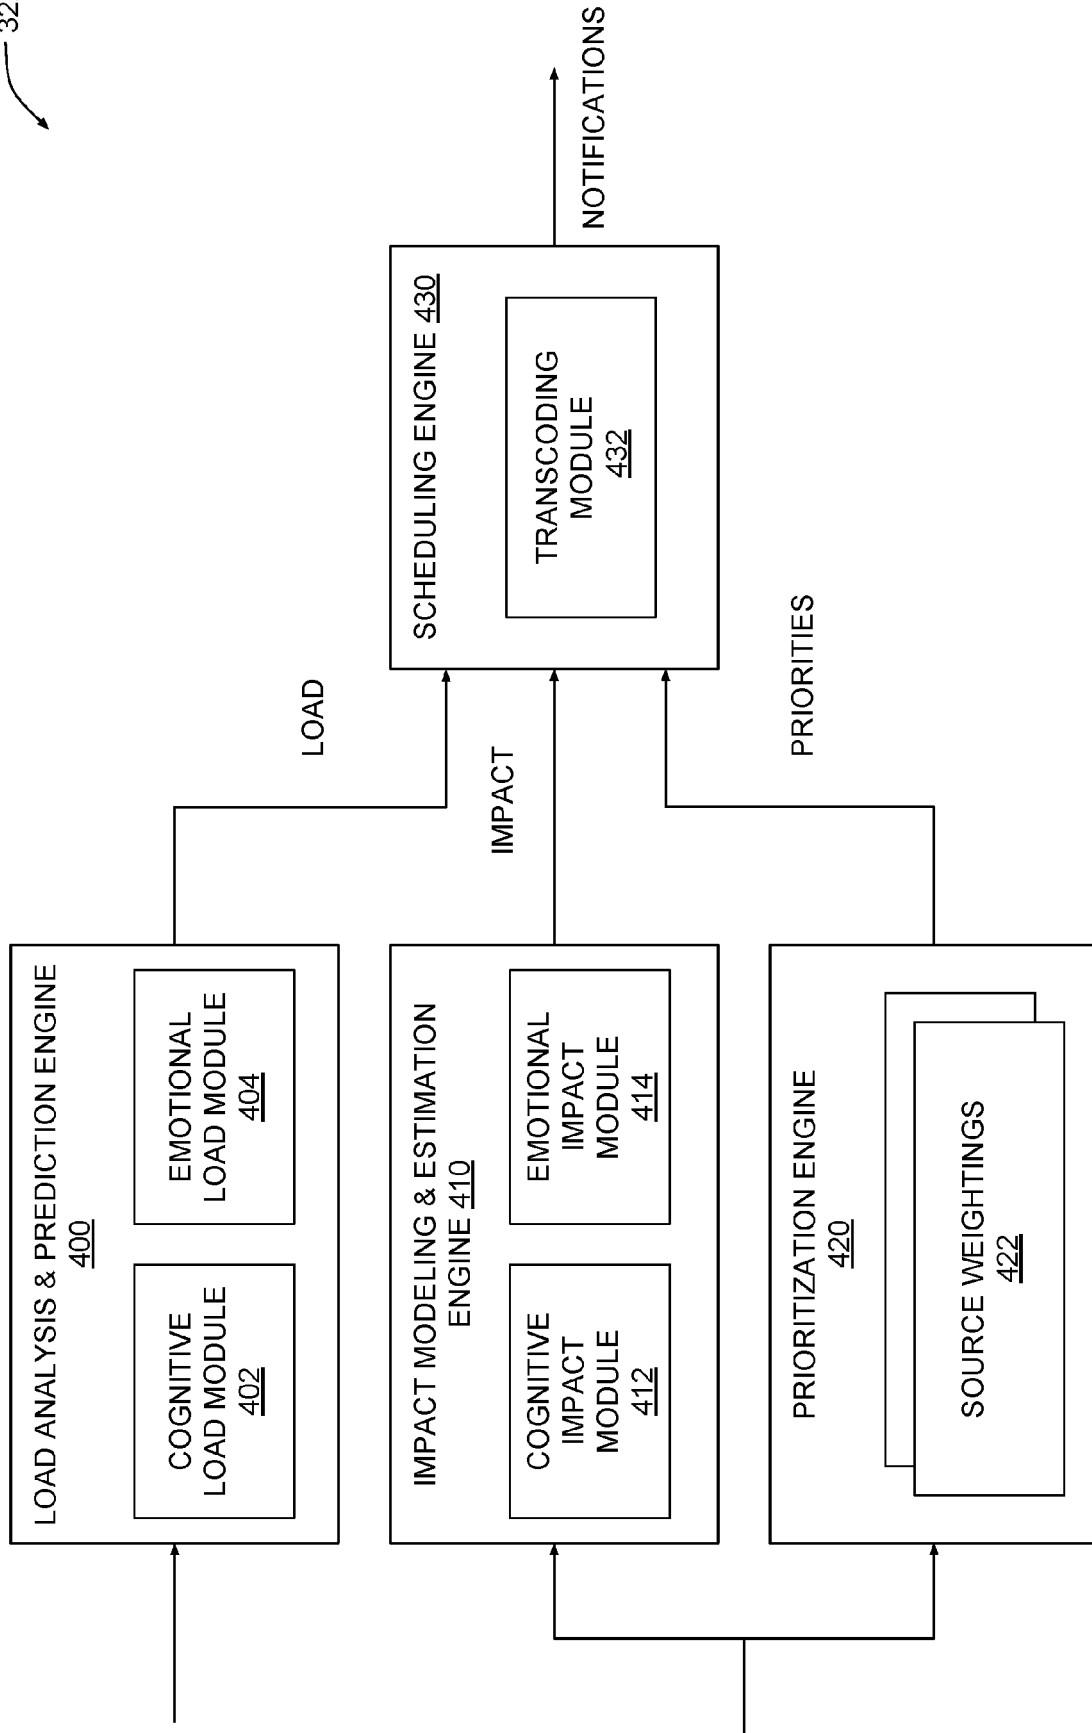 32
LOAD ANALYSIS & PREDICTION ENGINE
400
COGNITIVE
LOAD MODULE
402
EMOTIONAL
LOAD MODULE
404
IMPACT MODELING & ESTIMATION
ENGINE 410
COGNITIVE
IMPACT
MODULE
412
EMOTIONAL
IMPACT
MODULE
414
PRIORITIZATION ENGINE
420
SOURCE WEIGHTINGS
422
LOAD
IMPACT
PRIORITIES
SCHEDULING ENGINE 430
TRANSCODING
MODULE
432
NOTIFICATIONS